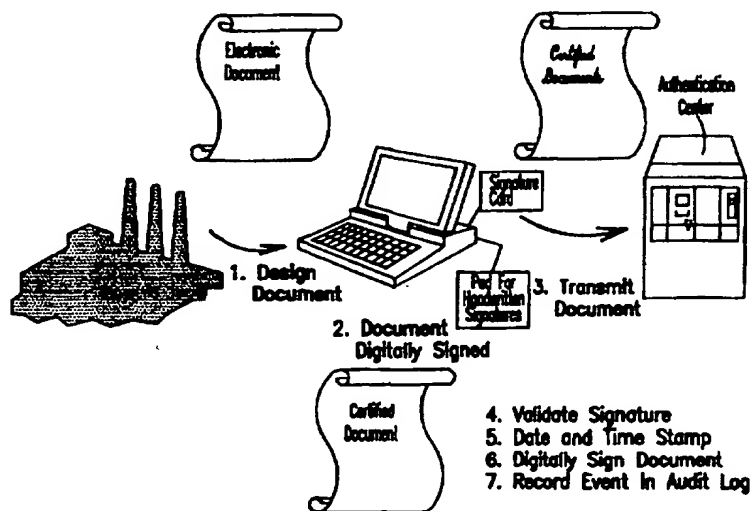 Electronic
Document
Certified
Documents
Authentication
Center
Signature
Card
1. Design
Document
Pad For
Handwritten
Signatures
3. Transmit
Document
2. Document
Digitally Signed
Certified
Document
4. Validate Signature
5. Date and Time Stamp
6. Digitally Sign Document
7. Record Event In Audit Log